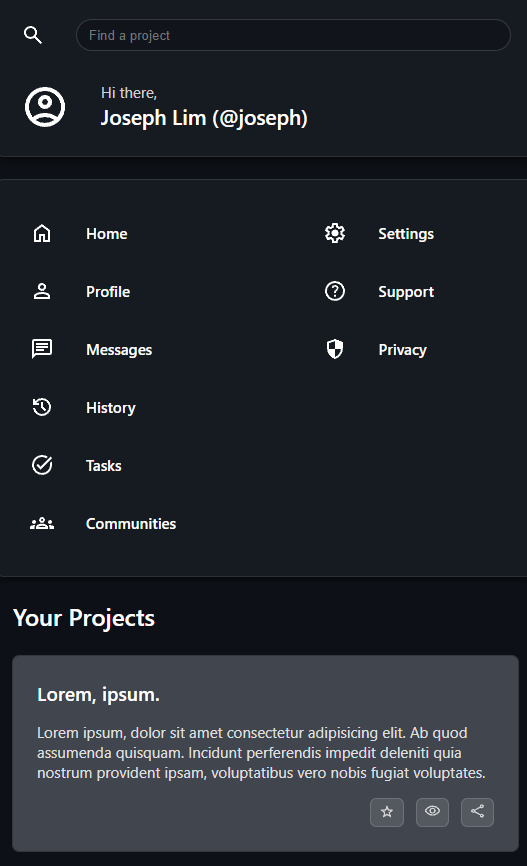 Find a project
Hi there,
Joseph Lim (@joseph)
Home
Settings
Profile
Support
Messages
Privacy
History
Tasks
Communities
Your Projects
Lorem, ipsum.
Lorem ipsum, dolor sit amet consectetur adipisicing elit. Ab quod
assumenda quisquam. Incidunt perferendis impedit deleniti quia
nostrum provident ipsam, voluptatibus vero nobis fugiat voluptates.